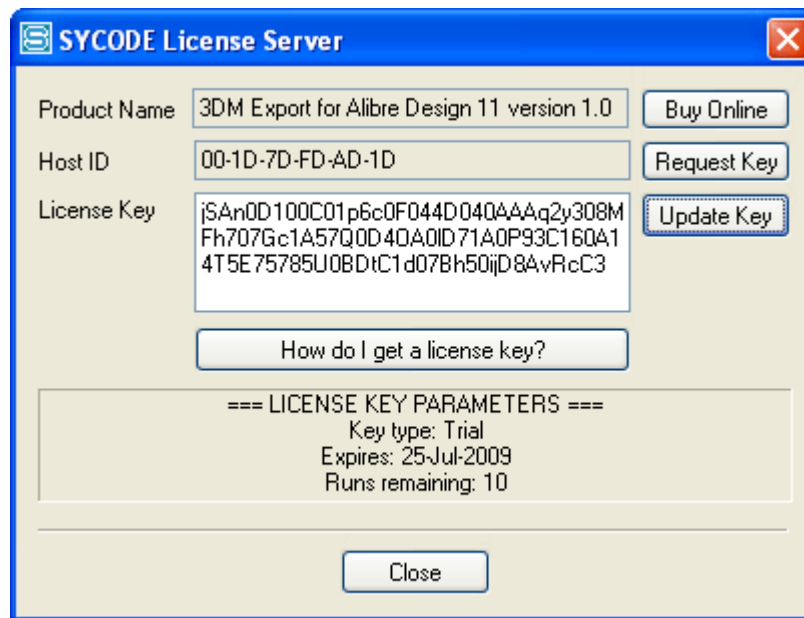 SYCODE License Server
Product Name 3DM Export for Alibre Design 11 version 1.0 Buy Online
Host ID 00-1D-7D-FD-AD-1D Request Key
License Key jSAn0D100C01p6c0F044D040AAAq2y308M Update Key
Fh707Gc1A57Q0D4OA0ID71A0P93C160A1
4T5E75785U0BDtC1d07Bh50ijD8AvRcC3
How do I get a license key?
=== LICENSE KEY PARAMETERS ===
Key type: Trial
Expires: 25-Jul-2009
Runs remaining: 10
Close